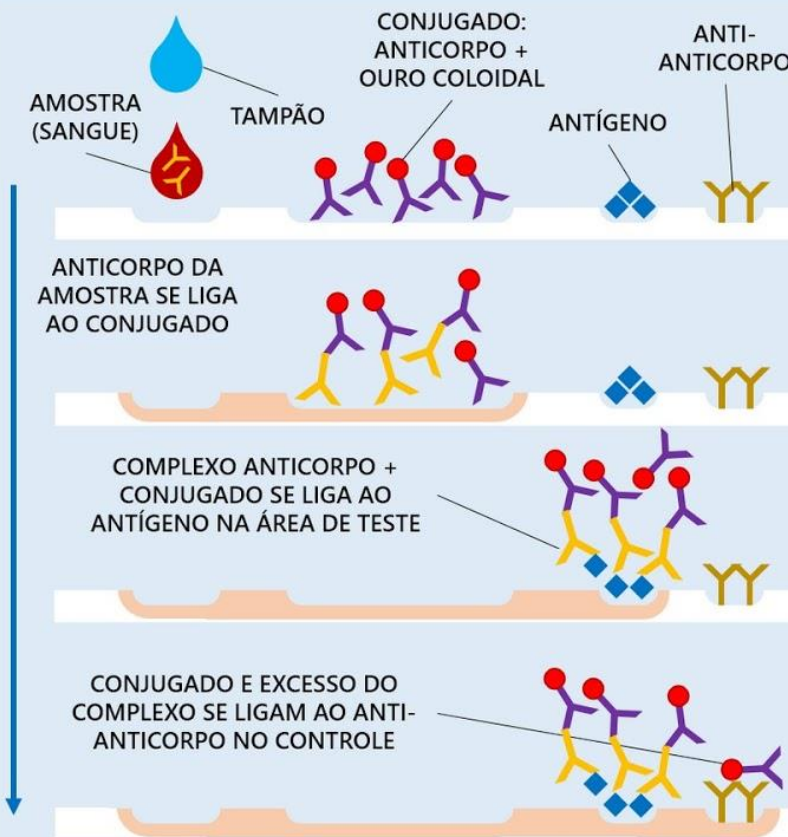 CONJUGADO:
ANTICORPO +
OURO COLOIDAL
ANTI-
ANTICORPO
AMOSTRA
(SANGUE)
TAMPÃO
ANTÍGENO
ANTICORPO DA
AMOSTRA SE LIGA
AO CONJUGADO
COMPLEXO ANTICORPO +
CONJUGADO SE LIGA AO
ANTÍGENO NA ÁREA DE TESTE
CONJUGADO E EXCESSO DO
COMPLEXO SE LIGAM AO ANTI-
ANTICORPO NO CONTROLE